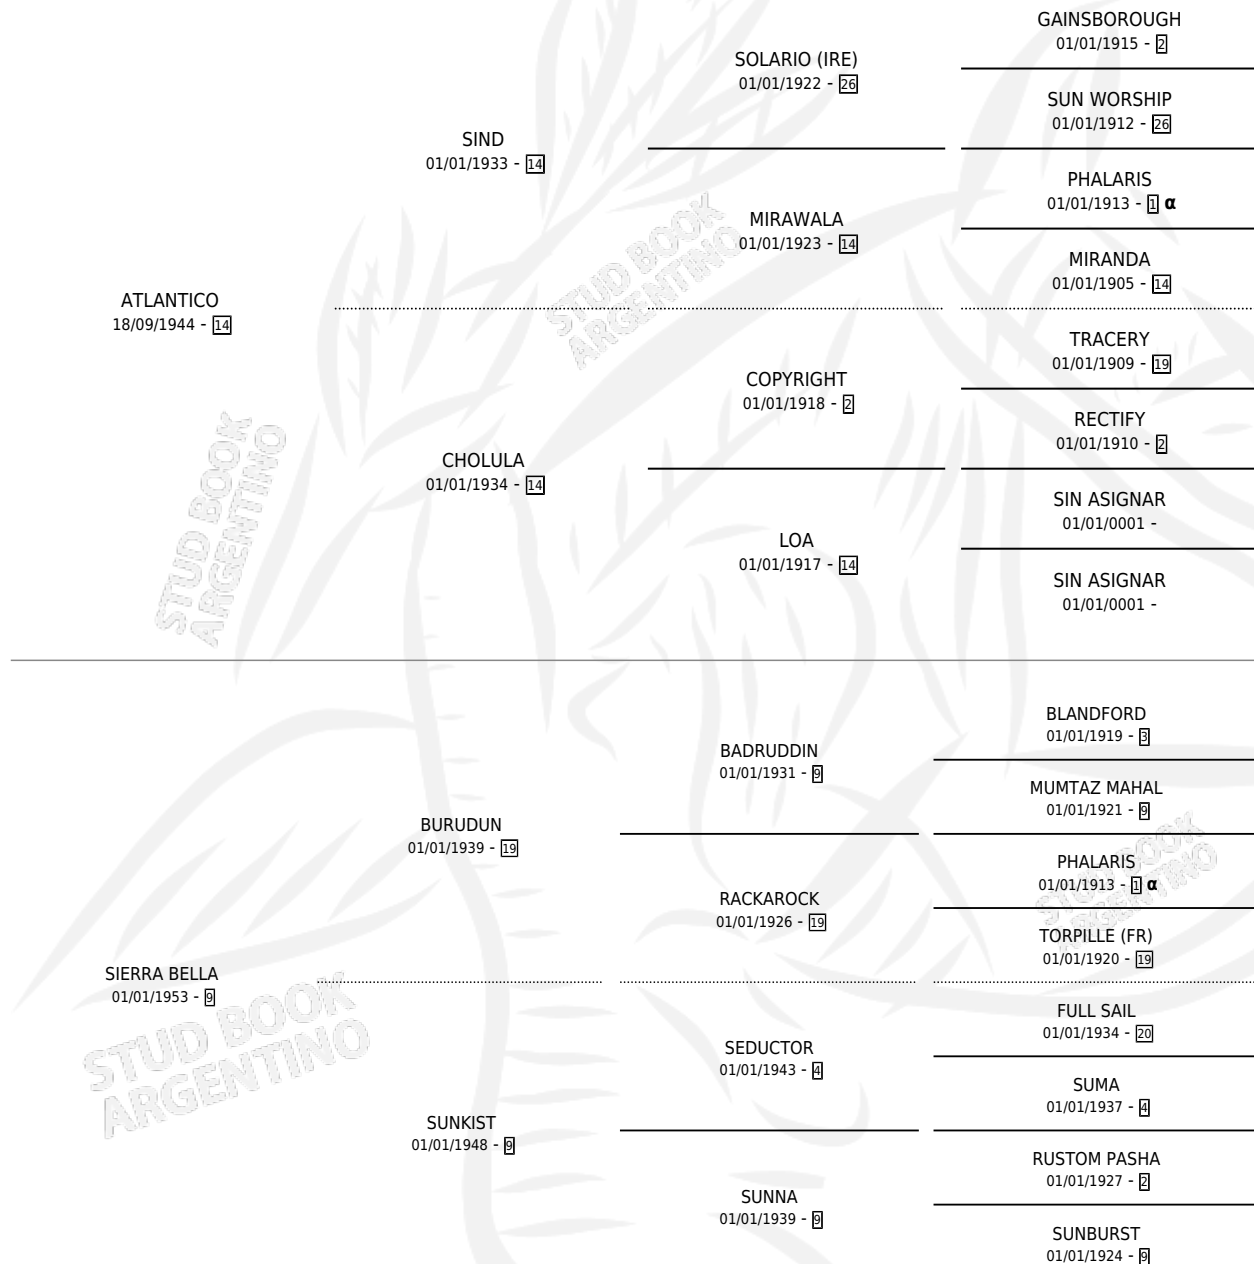 GAINSBOROUGH
01/01/1915 - 2
SOLARIO (IRE)
01/01/1922 - 26
SUN WORSHIP
01/01/1912 - 26
SIND
01/01/1933 - 14
PHALARIS
01/01/1913 - 1 α
MIRAWALA
01/01/1923 - 14
MIRANDA
01/01/1905 - 14
ATLANTICO
18/09/1944 - 14
TRACERY
01/01/1909 - 19
COPYRIGHT
01/01/1918 - 2
RECTIFY
01/01/1910 - 2
CHOLULA
01/01/1934 - 14
SIN ASIGNAR
01/01/0001 -
LOA
01/01/1917 - 14
SIN ASIGNAR
01/01/0001 -
STUD BOOK
ARGENTINO
STUD BOOK
ARGENTINO
BLANDFORD
01/01/1919 - 3
BADRUDDIN
01/01/1931 - 9
MUMTAZ MAHAL
01/01/1921 - 9
BURUDUN
01/01/1939 - 19
PHALARIS
01/01/1913 - 1 α
RACKAROCK
01/01/1926 - 19
TORPILLE (FR)
01/01/1920 - 19
SIERRA BELLA
01/01/1953 - 9
FULL SAIL
01/01/1934 - 20
SEDUCTOR
01/01/1943 - 4
SUMA
01/01/1937 - 4
SUNKIST
01/01/1948 - 9
RUSTOM PASHA
01/01/1927 - 2
SUNNA
01/01/1939 - 9
SUNBURST
01/01/1924 - 9
STUD BOOK
ARGENTINO
STUD BOOK
ARGENTINO